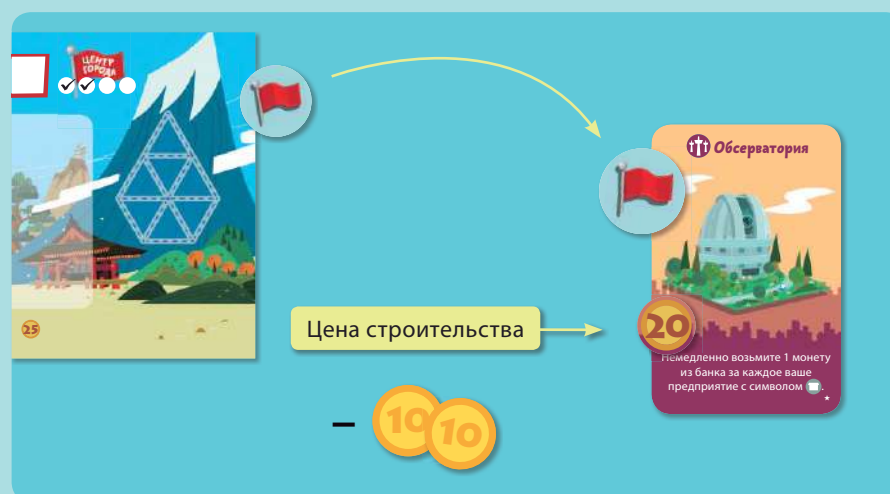 ЦЕНТР
ГОРОДА
25
Обсерватория
Цена строительства
20
Немедленно возьмите 1 монету
из банка за каждое ваше
предприятие с символом .
*
– 10 10